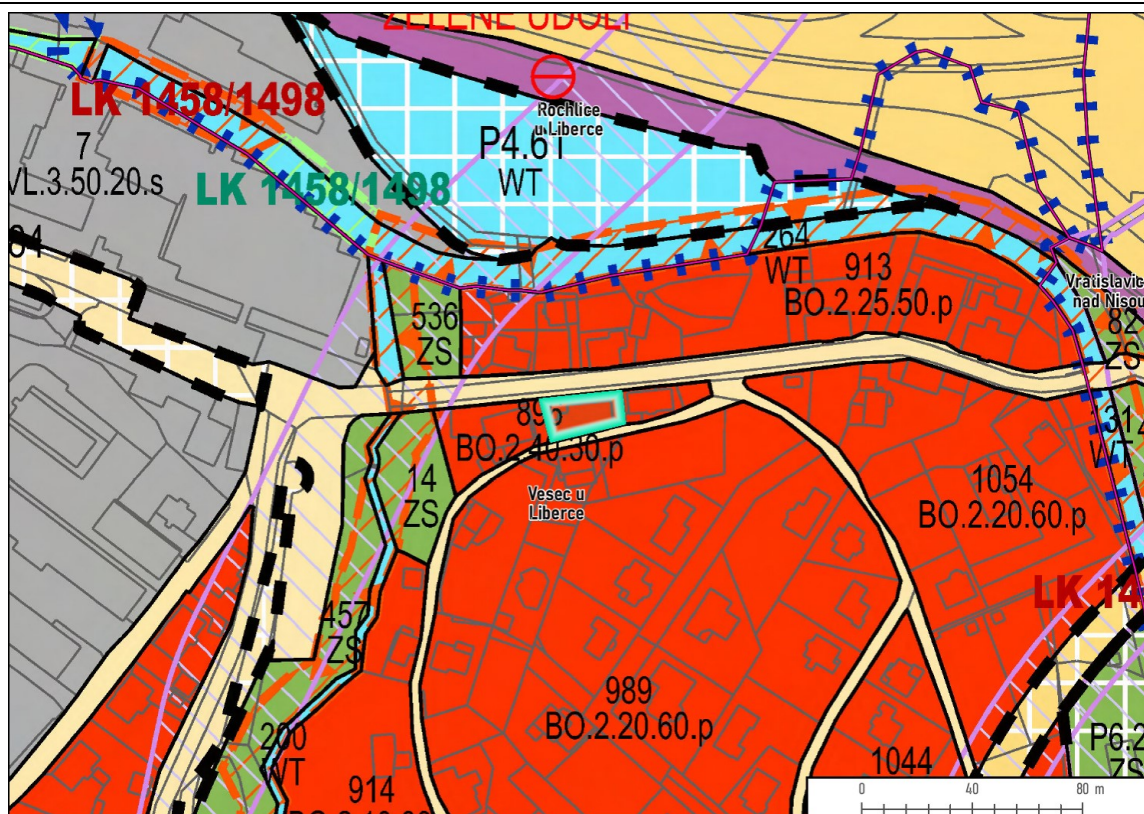 ZELENÉ ÚDOLÍ
LK 1458/1498
Rochlice
u Liberce
7
VL.3.50.20.s
P4.61
WT
LK 1458/1498
264
WT
913
BO.2.25.50.p
Vratislavic
nad Nisou
536
ZS
82
ZS
BO.2.40.30.p
14
ZS
Vesec u
Liberce
1054
BO.2.20.60.p
314
WT
LK 14
457
ZS
989
BO.2.20.60.p
200
WT
P6.2
ZS
1044
914
0 40 80 m